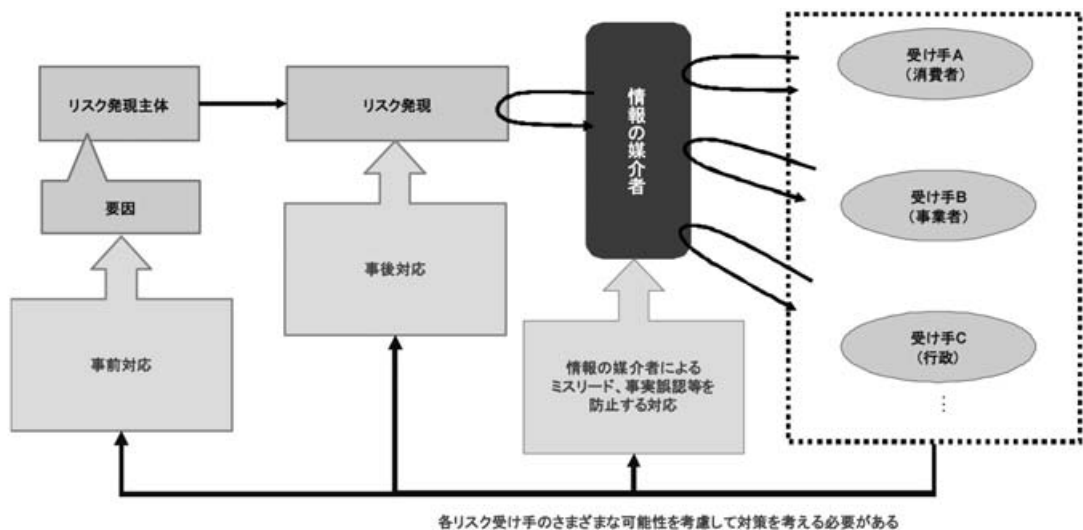 リスク発現主体
要因
事前対応
リスク発現
事後対応
情報の媒介者
情報の媒介者による
ミスリード、事実誤認等を
防止する対応
受け手A
(消費者)
受け手B
(事業者)
受け手C
(行政)
⋮
各リスク受け手のさまざまな可能性を考慮して対策を考える必要がある